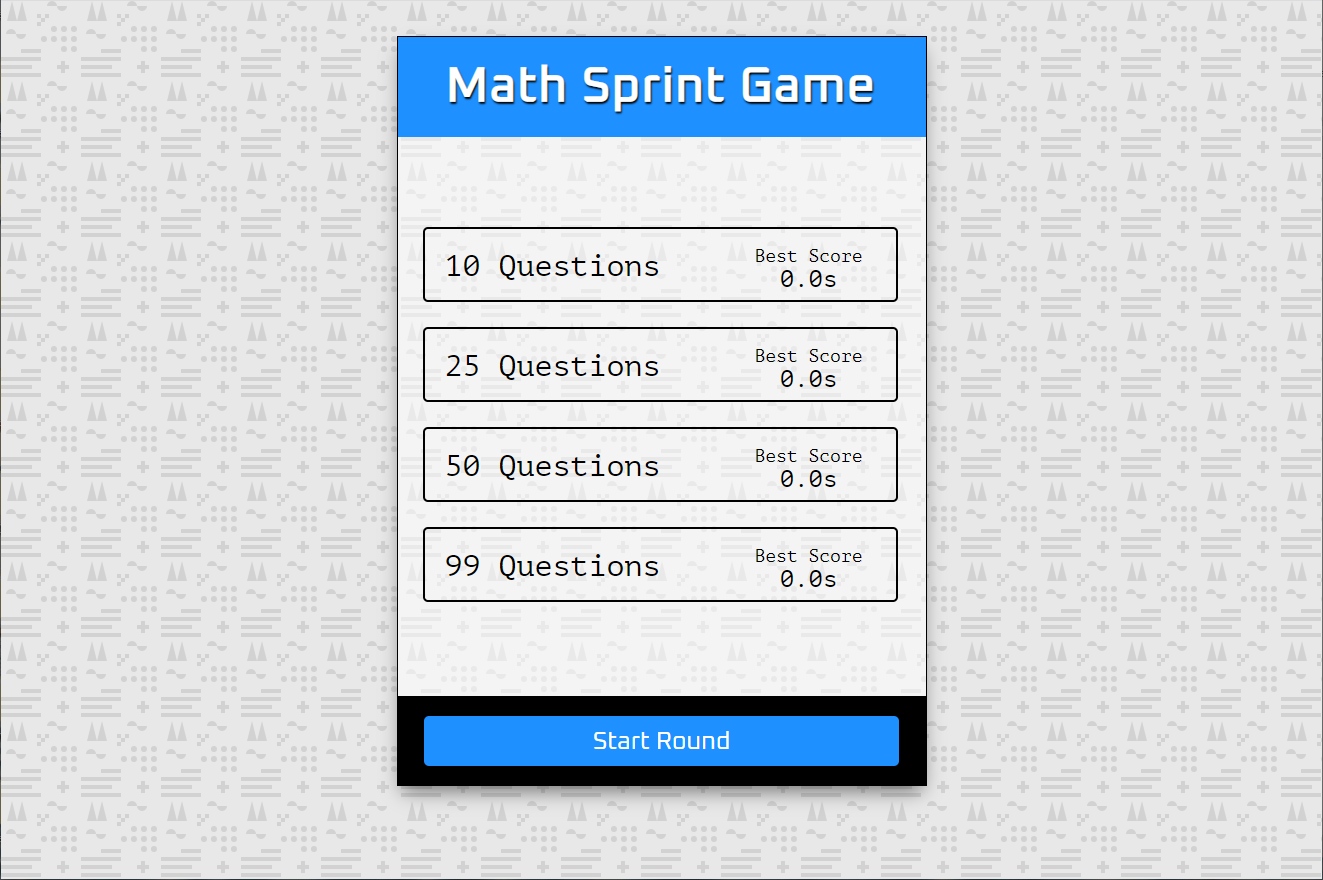 Math Sprint Game
10 Questions
Best Score
0.0s
25 Questions
Best Score
0.0s
50 Questions
Best Score
0.0s
99 Questions
Best Score
0.0s
Start Round